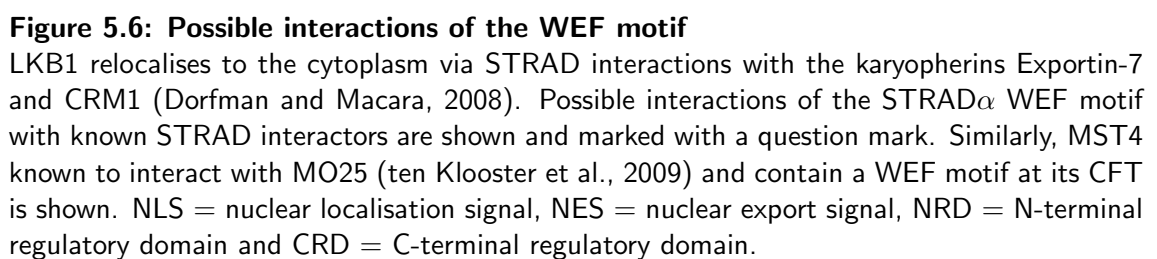 Figure 5.6: Possible interactions of the WEF motif
LKB1 relocalises to the cytoplasm via STRAD interactions with the karyopherins Exportin-7
and CRM1 (Dorfman and Macara, 2008). Possible interactions of the STRADα WEF motif
with known STRAD interactors are shown and marked with a question mark. Similarly, MST4
known to interact with MO25 (ten Klooster et al., 2009) and contain a WEF motif at its CFT
is shown. NLS = nuclear localisation signal, NES = nuclear export signal, NRD = N-terminal
regulatory domain and CRD = C-terminal regulatory domain.